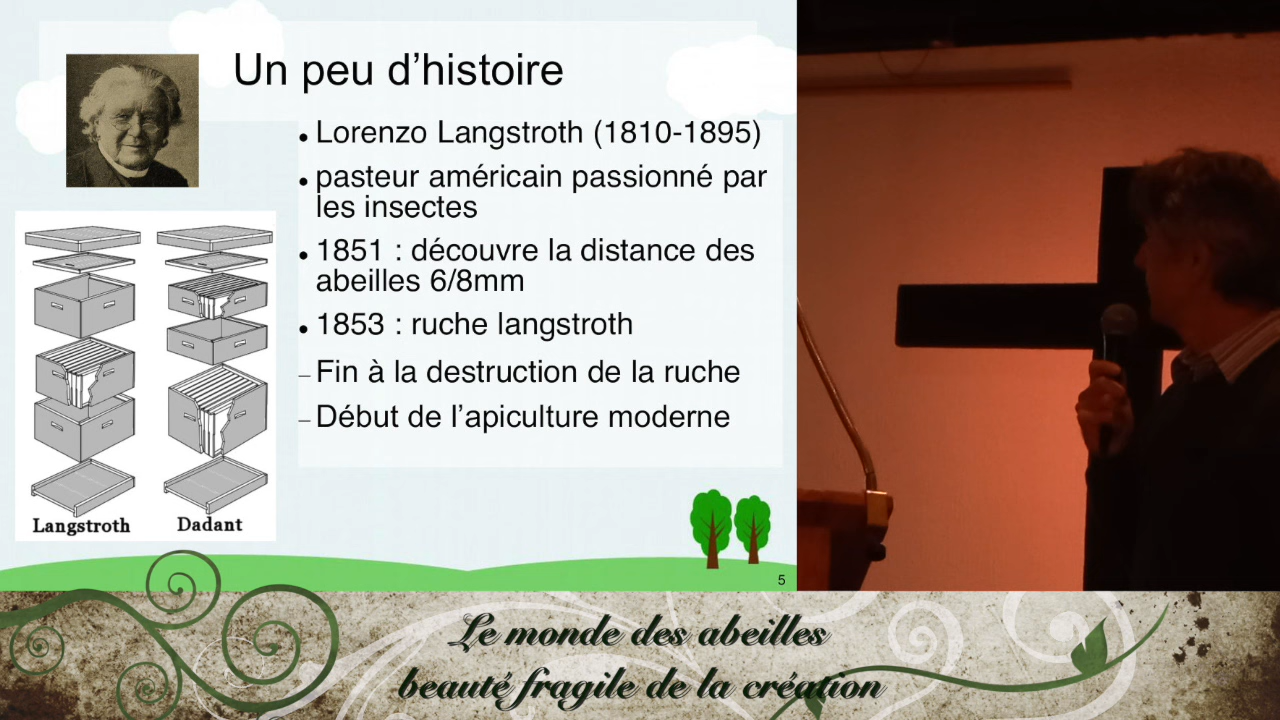 Un peu d'histoire
• Lorenzo Langstroth (1810-1895)
• pasteur américain passionné par
les insectes
• 1851 : découvre la distance des
abeilles 6/8mm
• 1853 : ruche langstroth
– Fin à la destruction de la ruche
– Début de l'apiculture moderne
Langstroth
Dadant
5
Le monde des abeilles
beauté fragile de la création